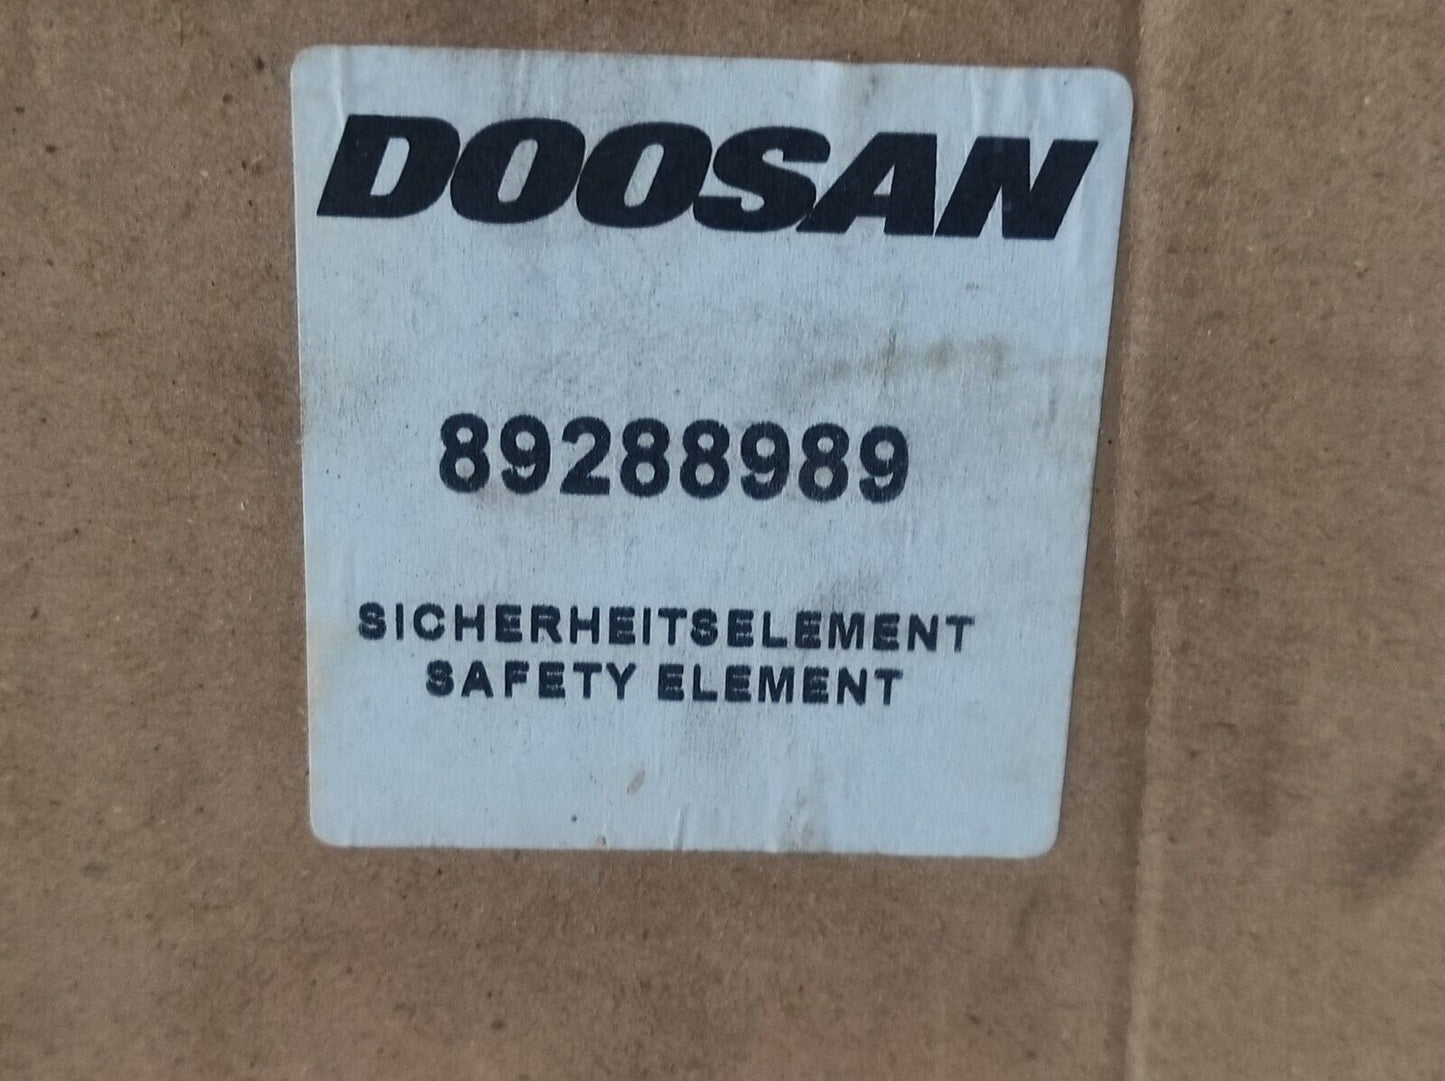 DOOSAN
89288989
SICHERHEITSELEMENT
SAFETY ELEMENT